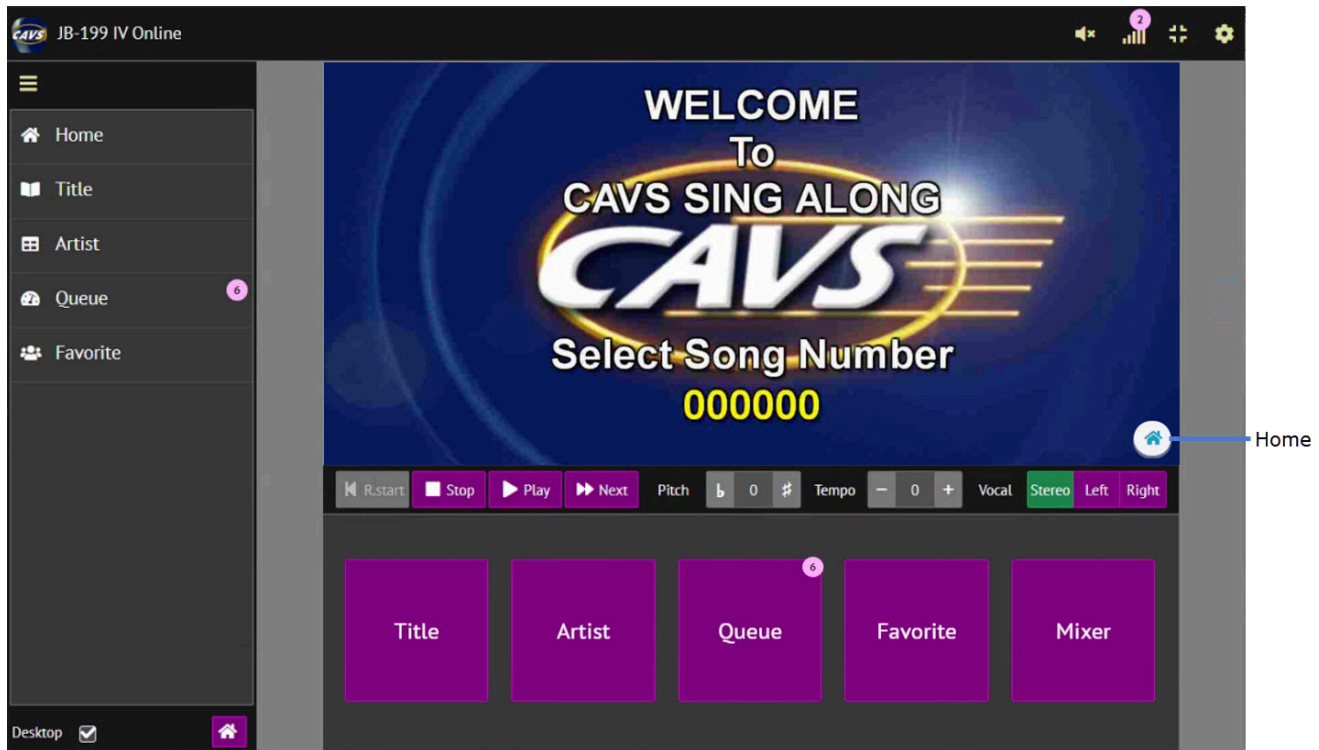 CAVS JB-199 IV Online
2
Home
Title
Artist
Queue 6
Favorite
Desktop
WELCOME
To
CAVS SING ALONG
CAVS
Select Song Number
000000
Home
R.start Stop Play Next Pitch ♭ 0 ♯ Tempo − 0 + Vocal Stereo Left Right
6
Title Artist Queue Favorite Mixer